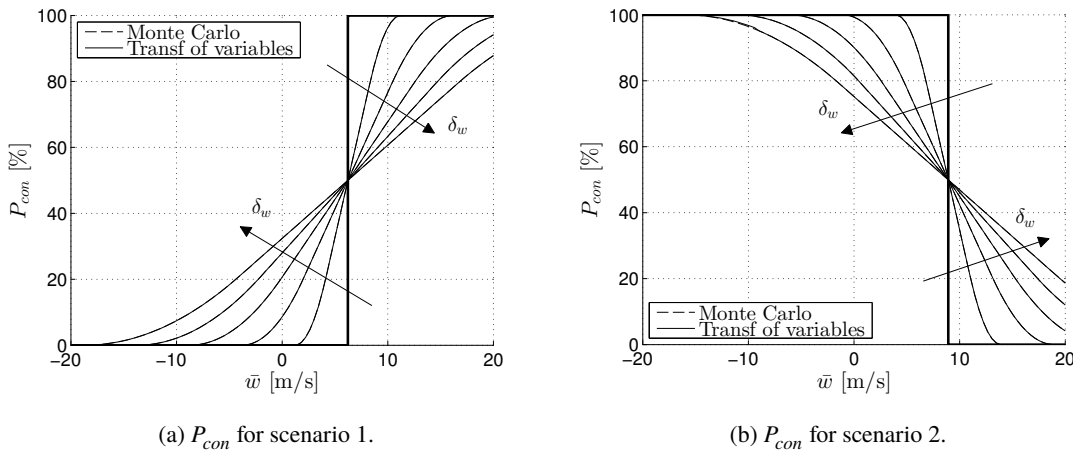 100
80
60
40
20
0
−20
−10
0
10
20
P_con [%]
w̄ [m/s]
Monte Carlo
Transf of variables
δ_w
δ_w
(a) P_con for scenario 1.
100
80
60
40
20
0
−20
−10
0
10
20
P_con [%]
w̄ [m/s]
δ_w
δ_w
Monte Carlo
Transf of variables
(b) P_con for scenario 2.